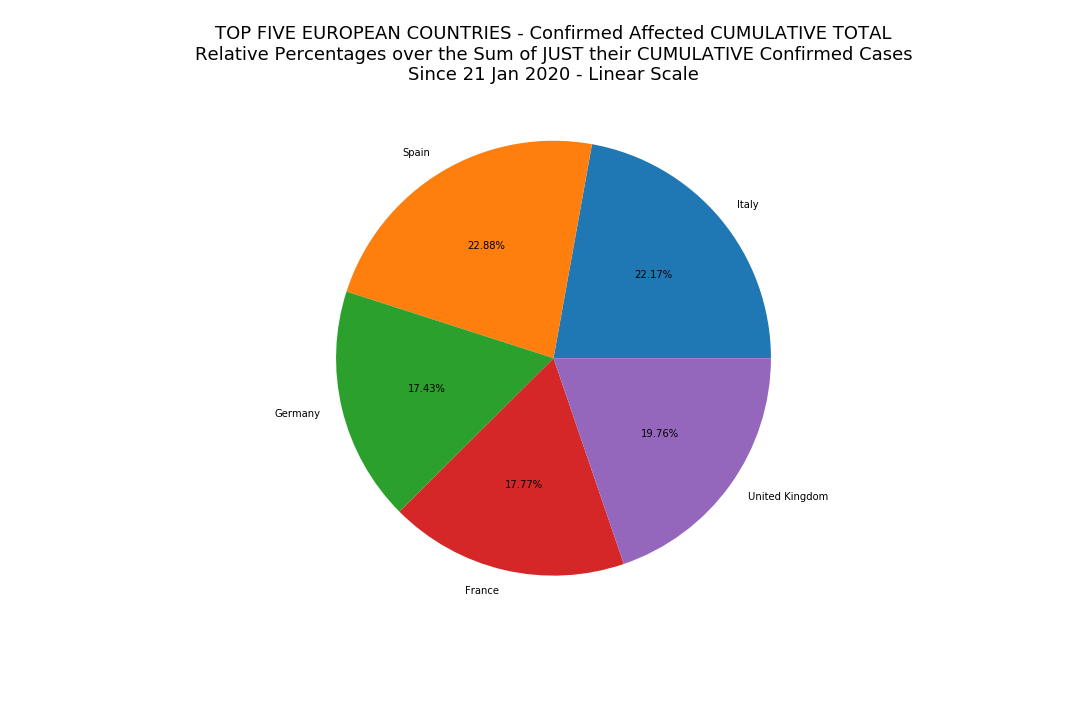 TOP FIVE EUROPEAN COUNTRIES - Confirmed Affected CUMULATIVE TOTAL
Relative Percentages over the Sum of JUST their CUMULATIVE Confirmed Cases
Since 21 Jan 2020 - Linear Scale
Spain
Italy
22.88%
22.17%
17.43%
Germany
19.76%
17.77%
United Kingdom
France